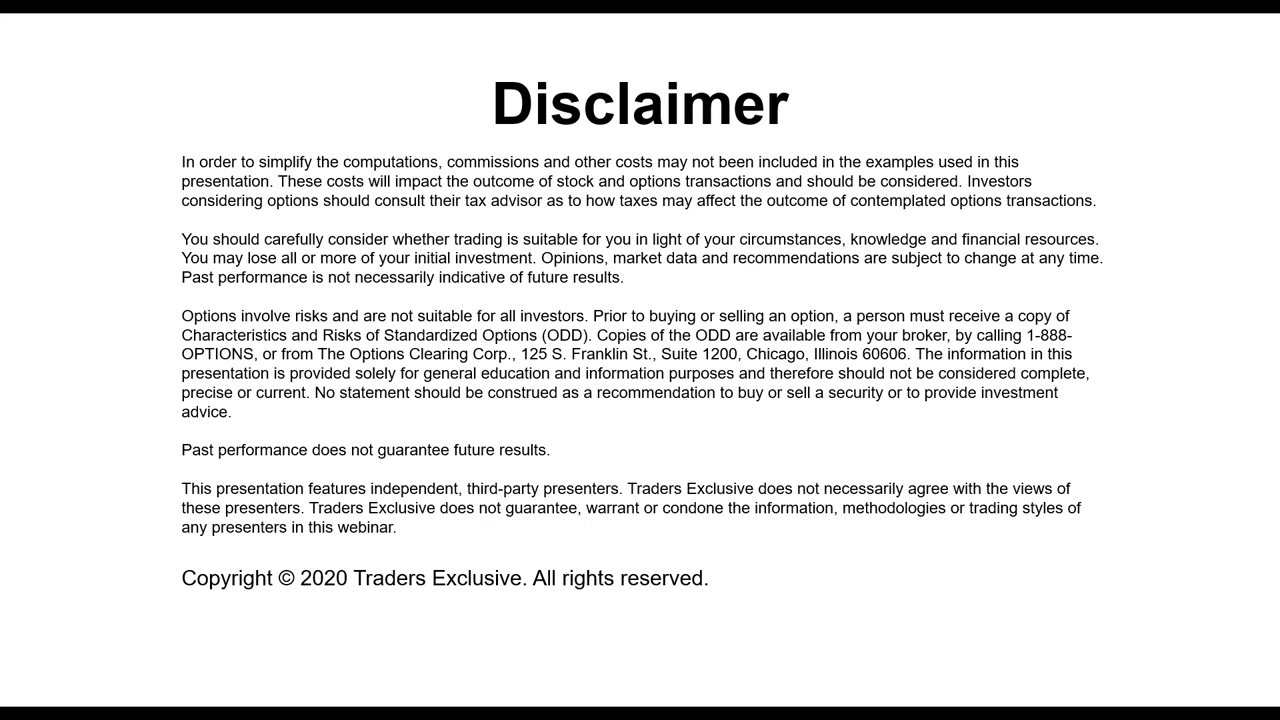 Disclaimer
In order to simplify the computations, commissions and other costs may not been included in the examples used in this
presentation. These costs will impact the outcome of stock and options transactions and should be considered. Investors
considering options should consult their tax advisor as to how taxes may affect the outcome of contemplated options transactions.
You should carefully consider whether trading is suitable for you in light of your circumstances, knowledge and financial resources.
You may lose all or more of your initial investment. Opinions, market data and recommendations are subject to change at any time.
Past performance is not necessarily indicative of future results.
Options involve risks and are not suitable for all investors. Prior to buying or selling an option, a person must receive a copy of
Characteristics and Risks of Standardized Options (ODD). Copies of the ODD are available from your broker, by calling 1-888-
OPTIONS, or from The Options Clearing Corp., 125 S. Franklin St., Suite 1200, Chicago, Illinois 60606. The information in this
presentation is provided solely for general education and information purposes and therefore should not be considered complete,
precise or current. No statement should be construed as a recommendation to buy or sell a security or to provide investment
advice.
Past performance does not guarantee future results.
This presentation features independent, third-party presenters. Traders Exclusive does not necessarily agree with the views of
these presenters. Traders Exclusive does not guarantee, warrant or condone the information, methodologies or trading styles of
any presenters in this webinar.
Copyright © 2020 Traders Exclusive. All rights reserved.